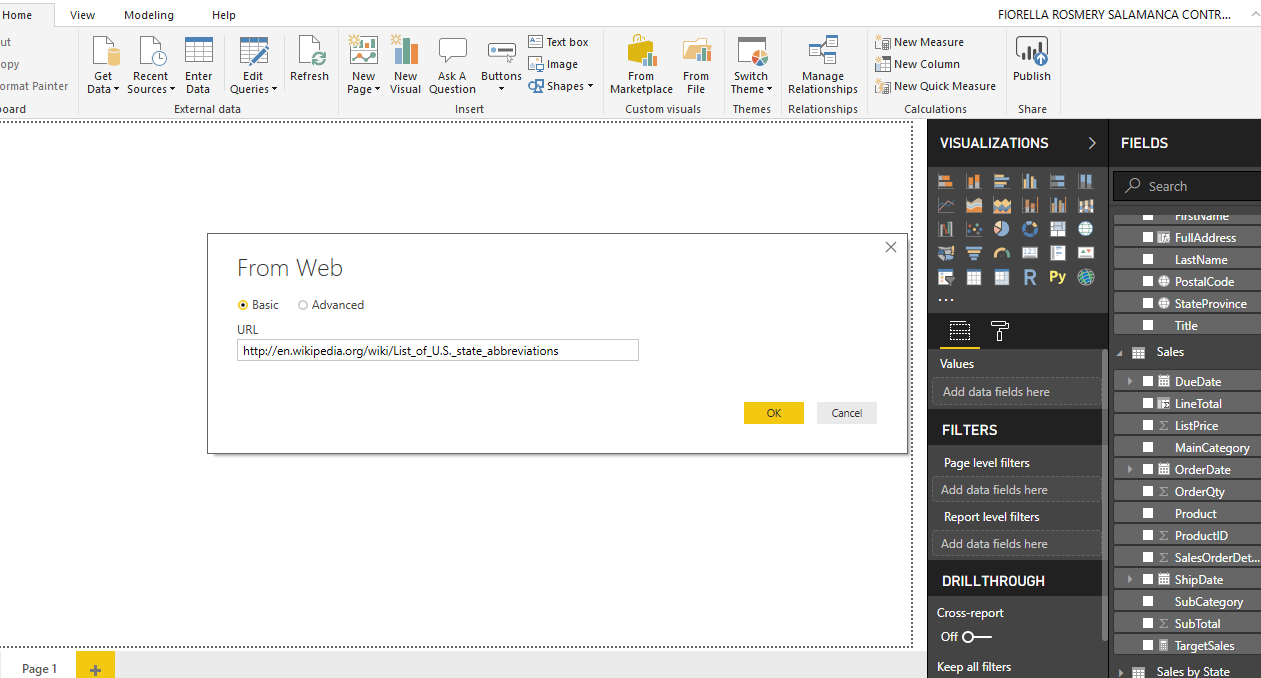 Home View Modeling Help
FIORELLA ROSMERY SALAMANCA CONTR...
ut
opy
ormat Painter
board
Get Data
Recent Sources
Enter Data
Edit Queries
External data
Refresh
New Page
New Visual
Ask A Question
Buttons
Text box
Image
Shapes
Insert
From Marketplace
From File
Custom visuals
Switch Theme
Themes
Manage Relationships
Relationships
New Measure
New Column
New Quick Measure
Calculations
Publish
Share
From Web
Basic Advanced
URL
http://en.wikipedia.org/wiki/List_of_U.S._state_abbreviations
OK Cancel
Page 1
VISUALIZATIONS
R Py
Values
Add data fields here
FILTERS
Page level filters
Add data fields here
Report level filters
Add data fields here
DRILLTHROUGH
Cross-report
Off
Keep all filters
FIELDS
Search
FirstName
FullAddress
LastName
PostalCode
StateProvince
Title
Sales
DueDate
LineTotal
ListPrice
MainCategory
OrderDate
OrderQty
Product
ProductID
SalesOrderDet...
ShipDate
SubCategory
SubTotal
TargetSales
Sales by State